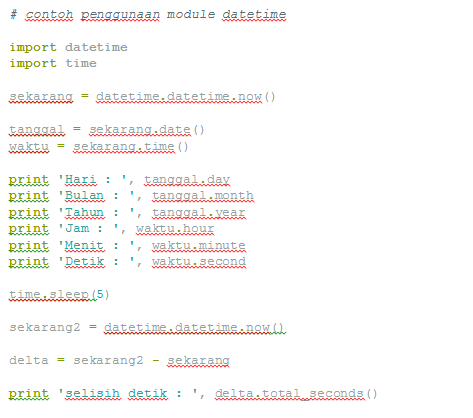 # contoh penggunaan module datetime
import datetime
import time
sekarang = datetime.datetime.now()
tanggal = sekarang.date()
waktu = sekarang.time()
print 'Hari : ', tanggal.day
print 'Bulan : ', tanggal.month
print 'Tahun : ', tanggal.year
print 'Jam : ', waktu.hour
print 'Menit : ', waktu.minute
print 'Detik : ', waktu.second
time.sleep(5)
sekarang2 = datetime.datetime.now()
delta = sekarang2 - sekarang
print 'selisih detik : ', delta.total_seconds()